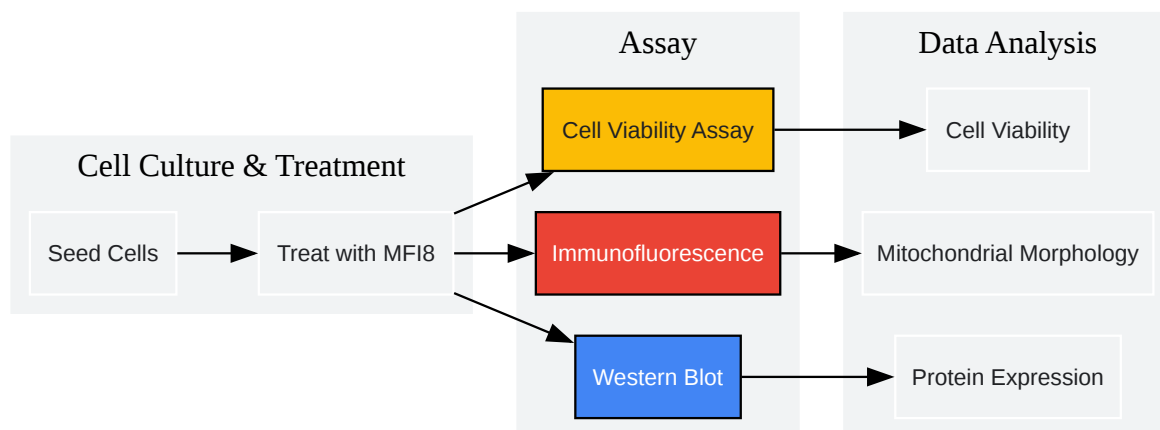 Cell Culture & Treatment
Seed Cells
Treat with MFI8
Assay
Cell Viability Assay
Immunofluorescence
Western Blot
Data Analysis
Cell Viability
Mitochondrial Morphology
Protein Expression